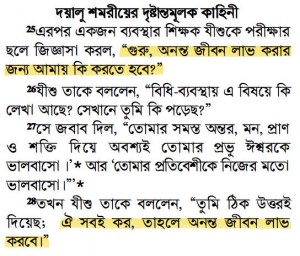 দয়ালু শমরীয়ের দৃষ্টান্তমূলক কাহিনী
25এরপর একজন ব্যবস্থার শিক্ষক যীশুকে পরীক্ষার
ছলে জিজ্ঞাসা করল, “গুরু, অনন্ত জীবন লাভ করার
জন্য আমায় কি করতে হবে?”
26যীশু তাকে বললেন, “বিধি-ব্যবস্থায় এ বিষয়ে কি
লেখা আছে? সেখানে তুমি কি পড়েছ?”
27সে জবাব দিল, “‘তোমার সমস্ত অন্তর, মন, প্রাণ
ও শক্তি দিয়ে অবশ্যই তোমার প্রভু ঈশ্বরকে
ভালবাসো।’* আর ‘তোমার প্রতিবেশীকে নিজের মতো
ভালবাসো।’”*
28তখন যীশু তাকে বললেন, “তুমি ঠিক উত্তরই
দিয়েছ; ঐ সবই কর, তাহলে অনন্ত জীবন লাভ
করবে।”